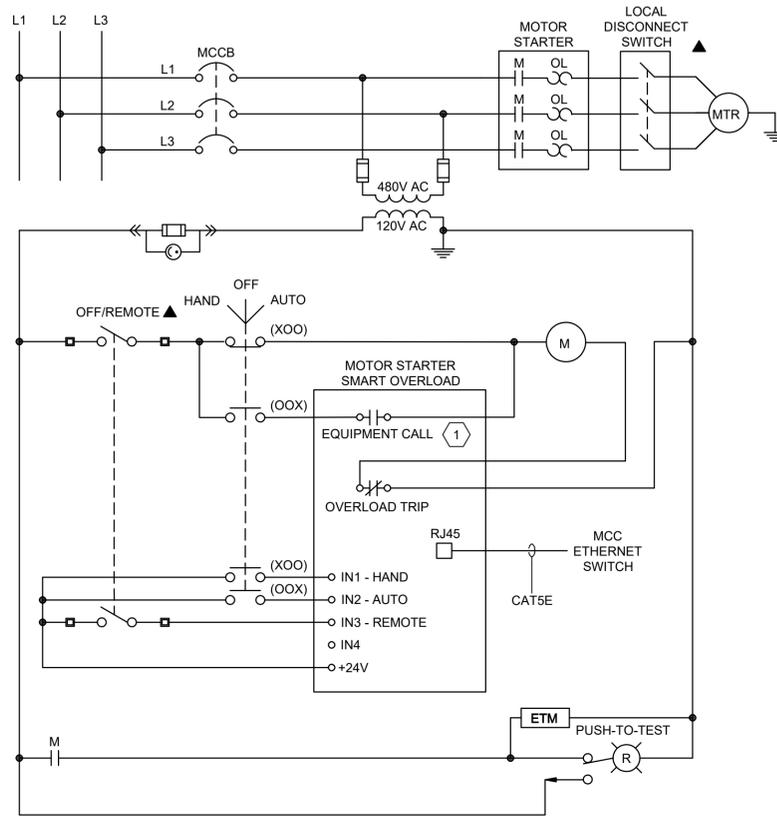 L1
L2
L3
MCCB
MOTOR
STARTER
LOCAL
DISCONNECT
SWITCH
L1
M
OL
L2
M
OL
MTR
L3
M
OL
480V AC
120V AC
OFF
HAND
AUTO
OFF/REMOTE
(XOO)
M
MOTOR STARTER
SMART OVERLOAD
(OOX)
EQUIPMENT CALL
1
OVERLOAD TRIP
RJ45
MCC
ETHERNET
SWITCH
CAT5E
(XOO)
IN1 - HAND
(OOX)
IN2 - AUTO
IN3 - REMOTE
IN4
+24V
ETM
PUSH-TO-TEST
M
R